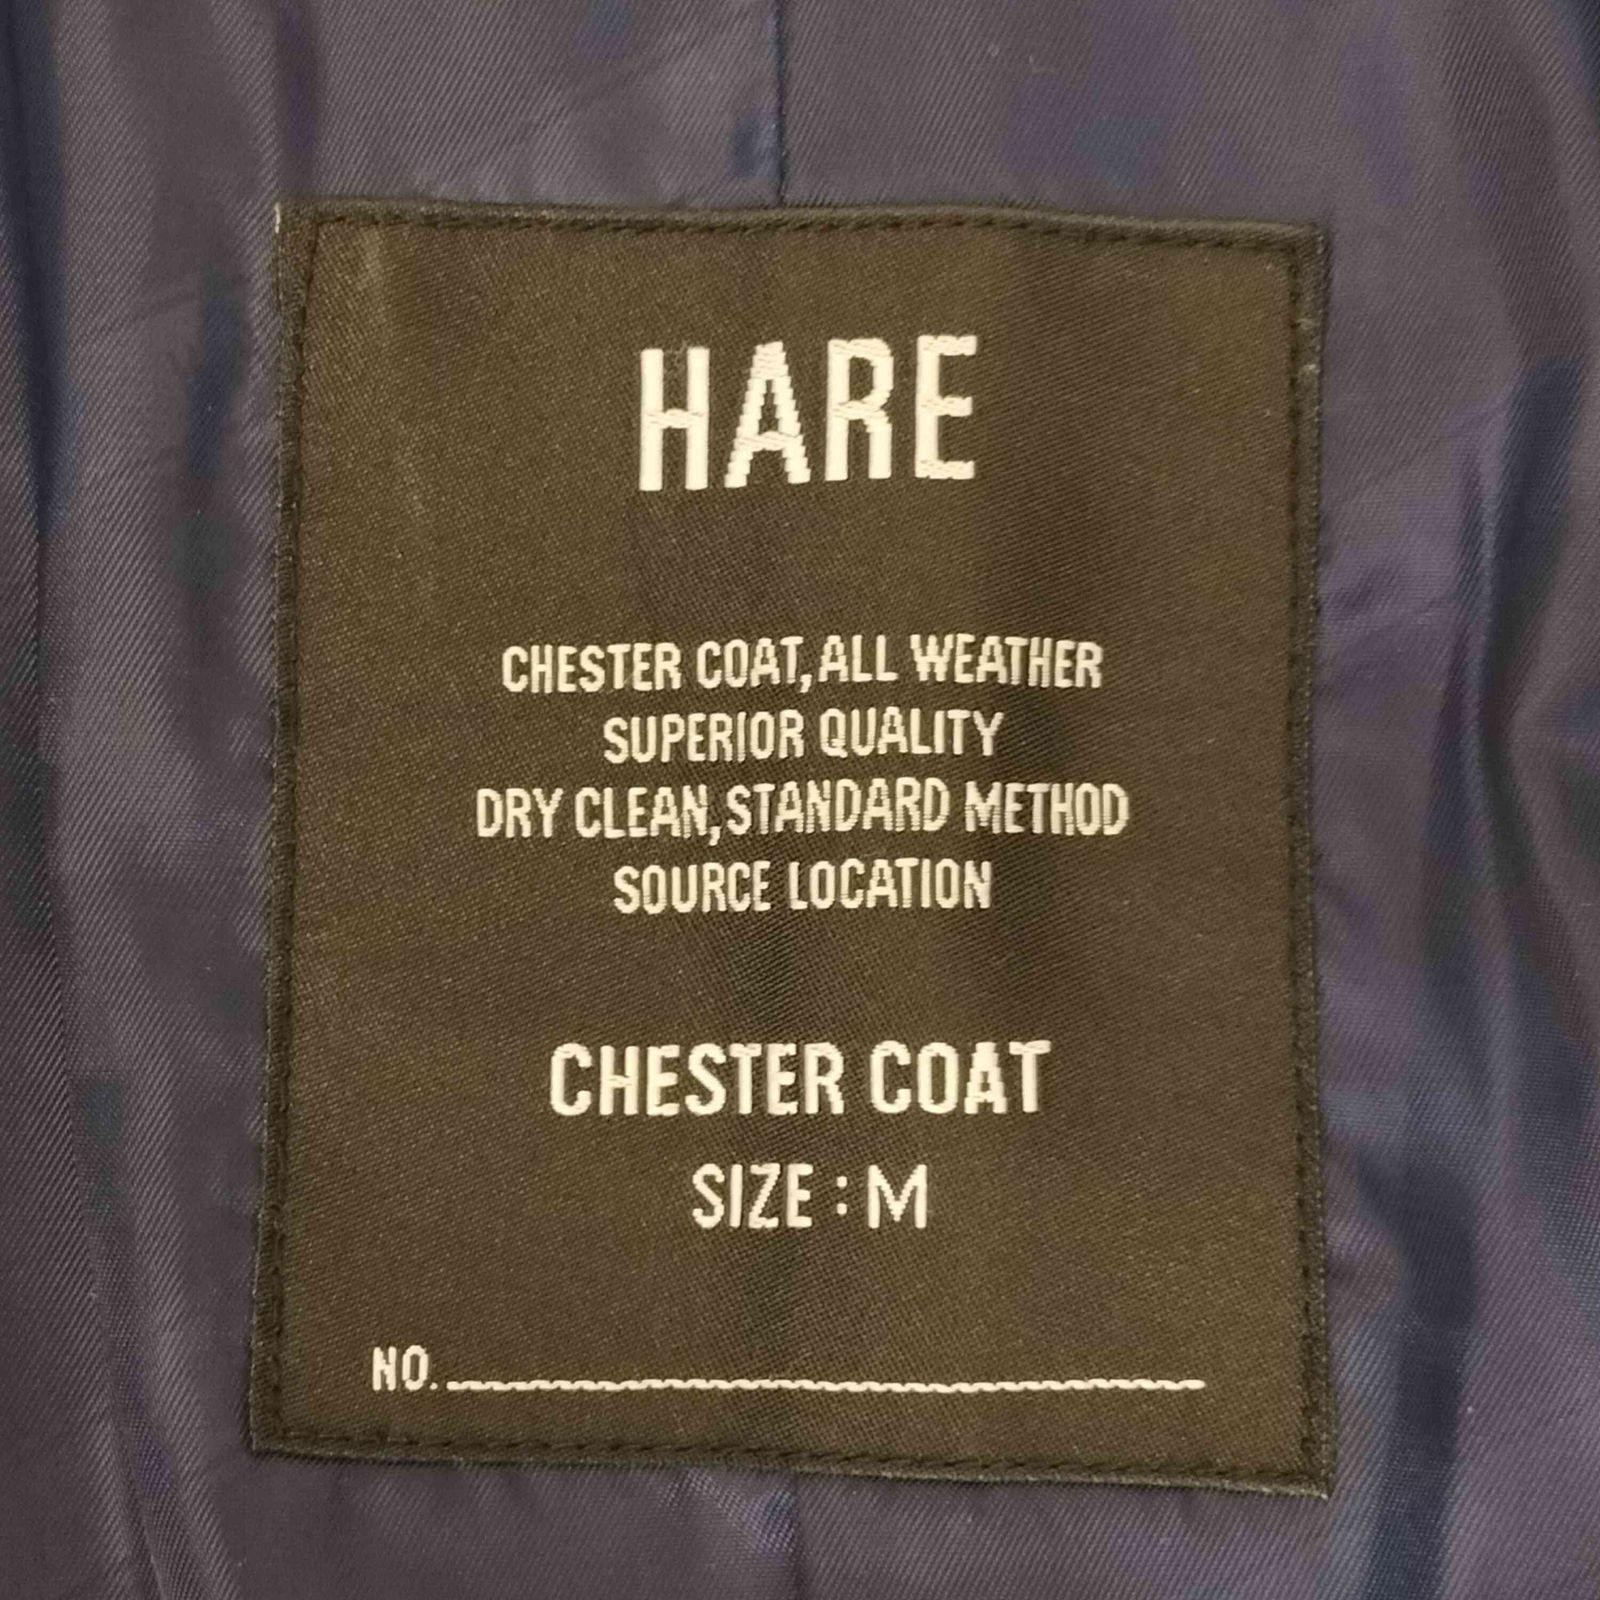 HARE
CHESTER COAT, ALL WEATHER
SUPERIOR QUALITY
DRY CLEAN, STANDARD METHOD
SOURCE LOCATION
CHESTER COAT
SIZE : M
NO.